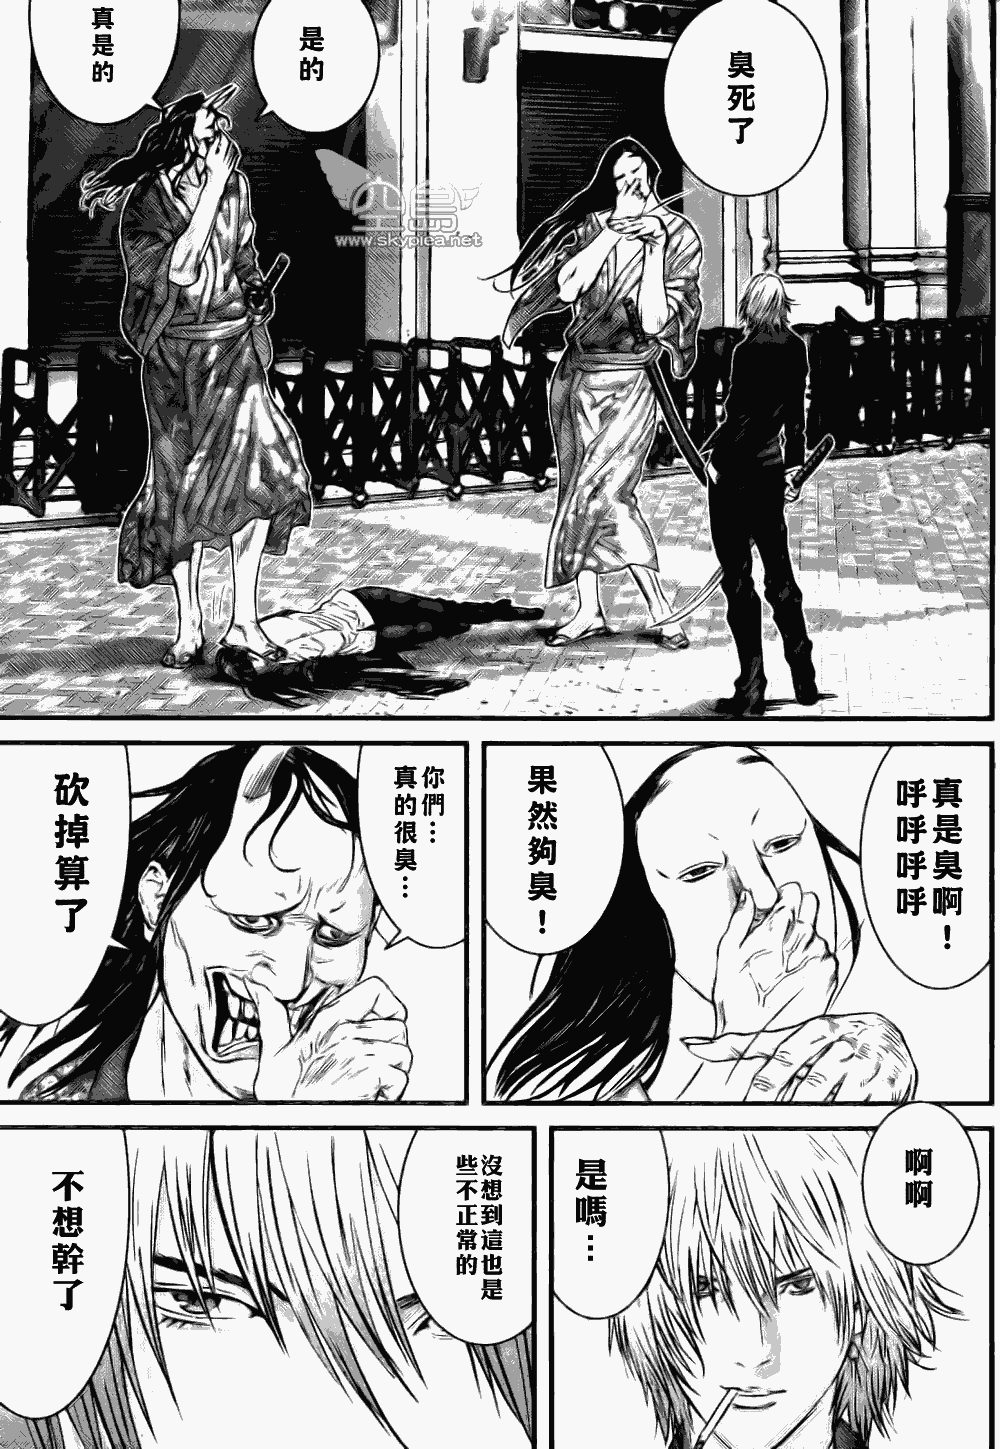 臭死了
是的
真是的
空島
www.skypiea.net
真是臭啊！
呼呼呼呼
果然夠臭！
你們…
真的很臭…
砍掉算了
啊啊
是嗎…
沒想到這也是
些不正常的
不想幹了